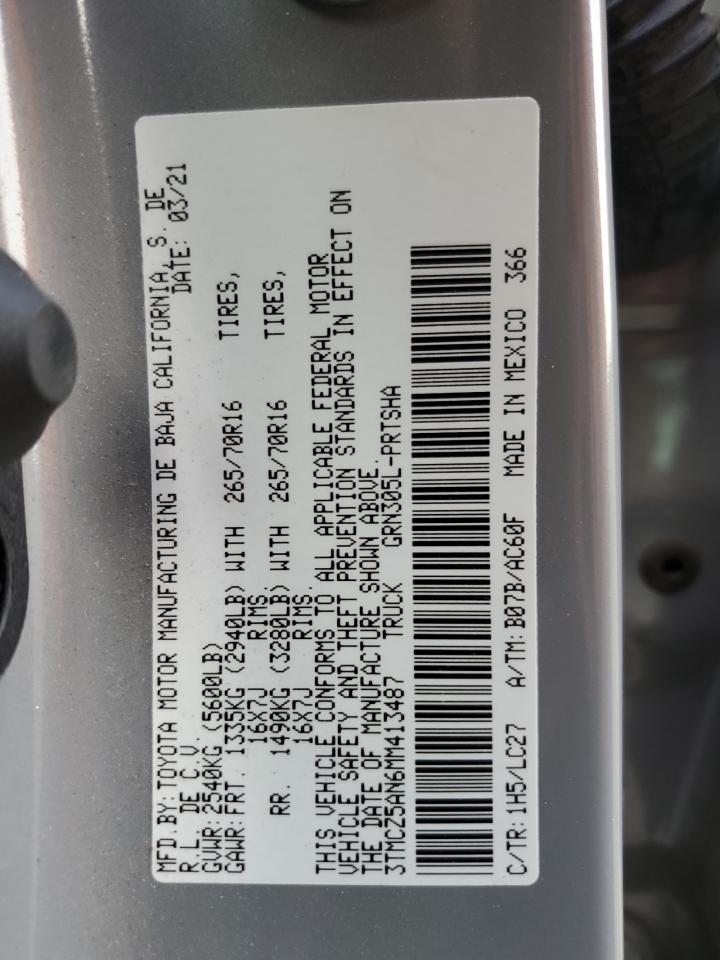 MFD.BY:TOYOTA MOTOR MANUFACTURING DE BAJA CALIFORNIA, S. DE
R.L. DE C.V. DATE: 03/21
GVWR:2540KG (5600LB)
GAWR:FRT. 1335KG (2940LB) WITH 265/70R16 TIRES,
16X7J RIMS
RR. 1490KG (3280LB) WITH 265/70R16 TIRES,
16X7J RIMS.
THIS VEHICLE CONFORMS TO ALL APPLICABLE FEDERAL MOTOR
VEHICLE SAFETY AND THEFT PREVENTION STANDARDS IN EFFECT ON
THE DATE OF MANUFACTURE SHOWN ABOVE.
3TMCZ5AN6MM413487 TRUCK GRN305L-PRTSHA
C/TR:1H5/LC27 A/TM:B07B/AC60F MADE IN MEXICO 366